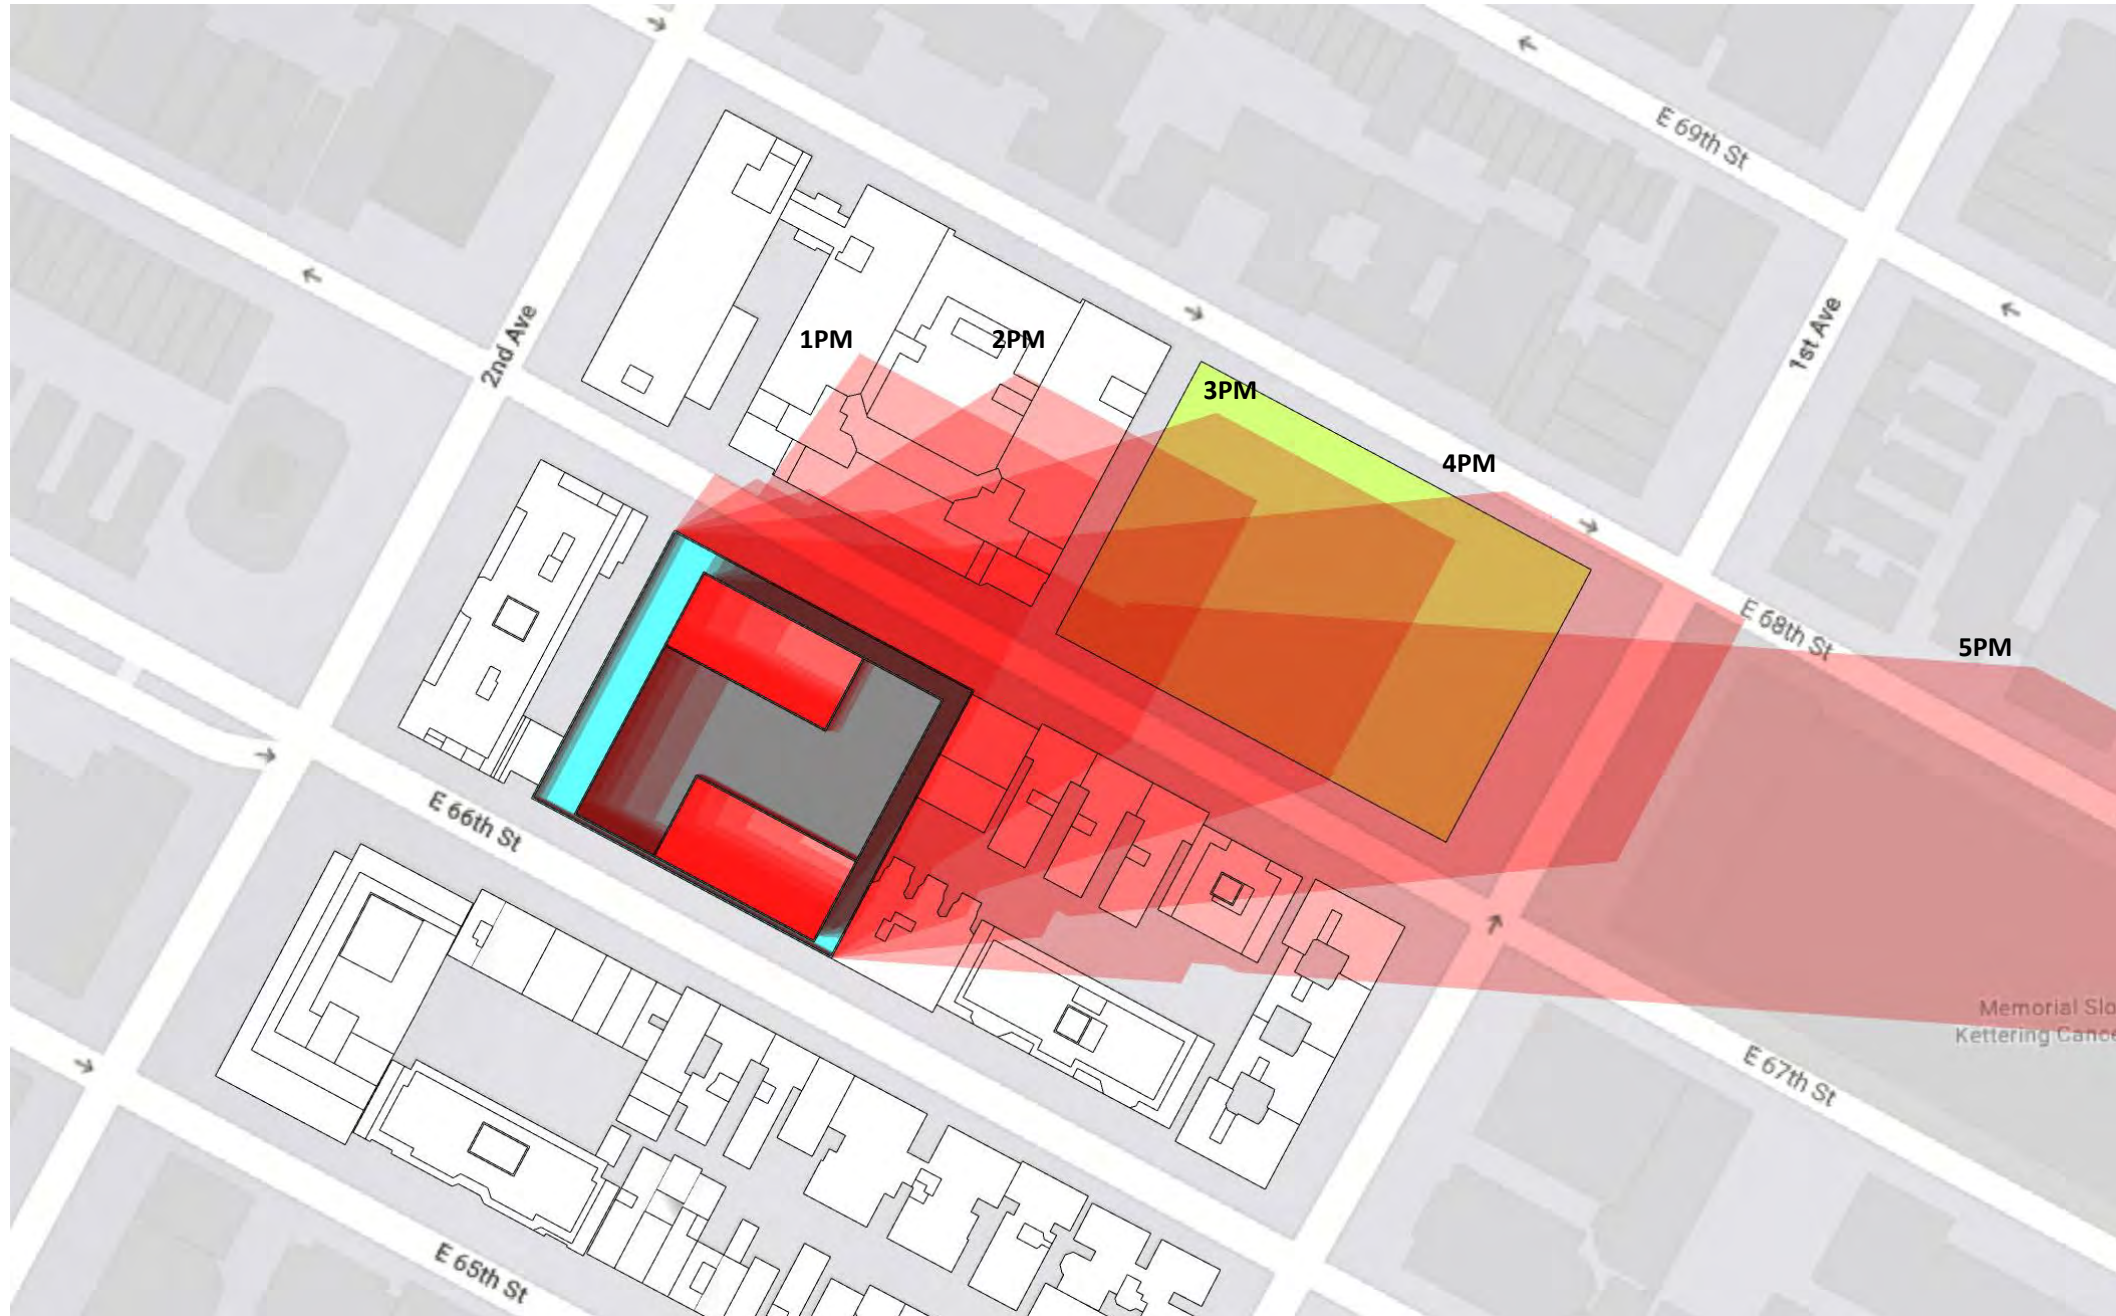 E 69th St
1st Ave
2nd Ave
1PM
2PM
3PM
4PM
E 68th St
5PM
E 66th St
Memorial Slo
Kettering Cance
E 67th St
E 65th St